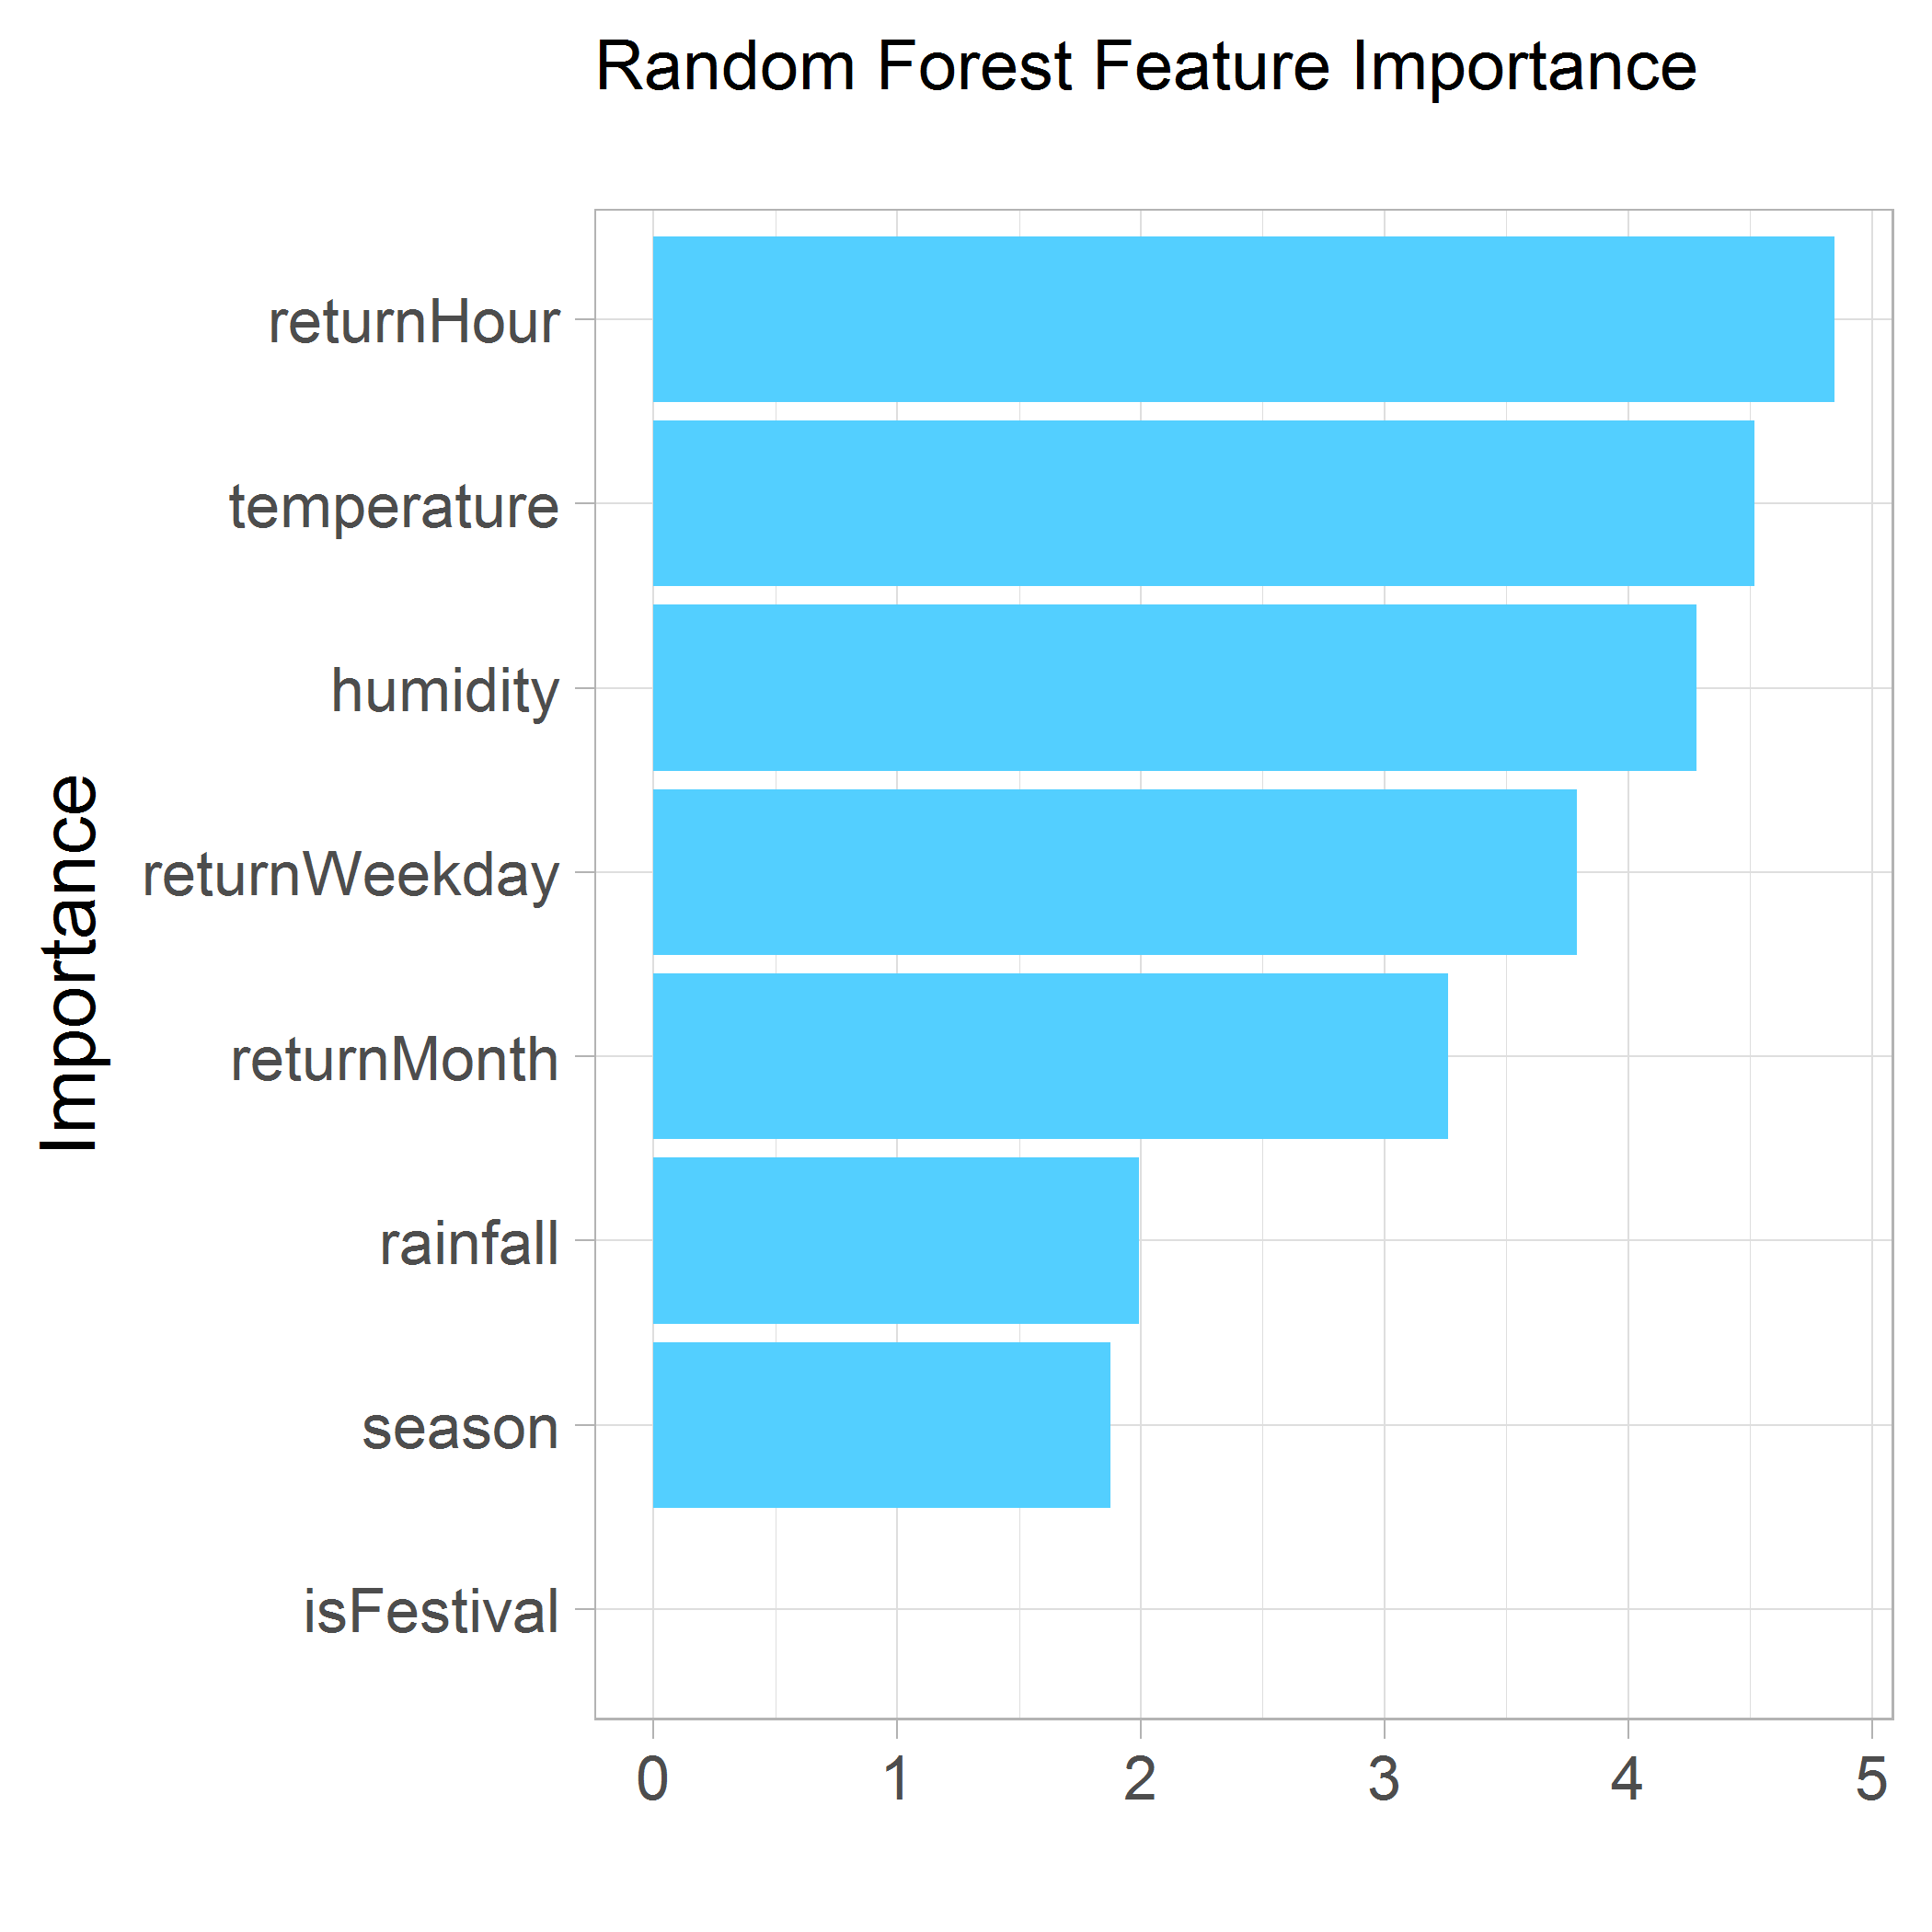 Random Forest Feature Importance
Importance
returnHour
temperature
humidity
returnWeekday
returnMonth
rainfall
season
isFestival
0 1 2 3 4 5